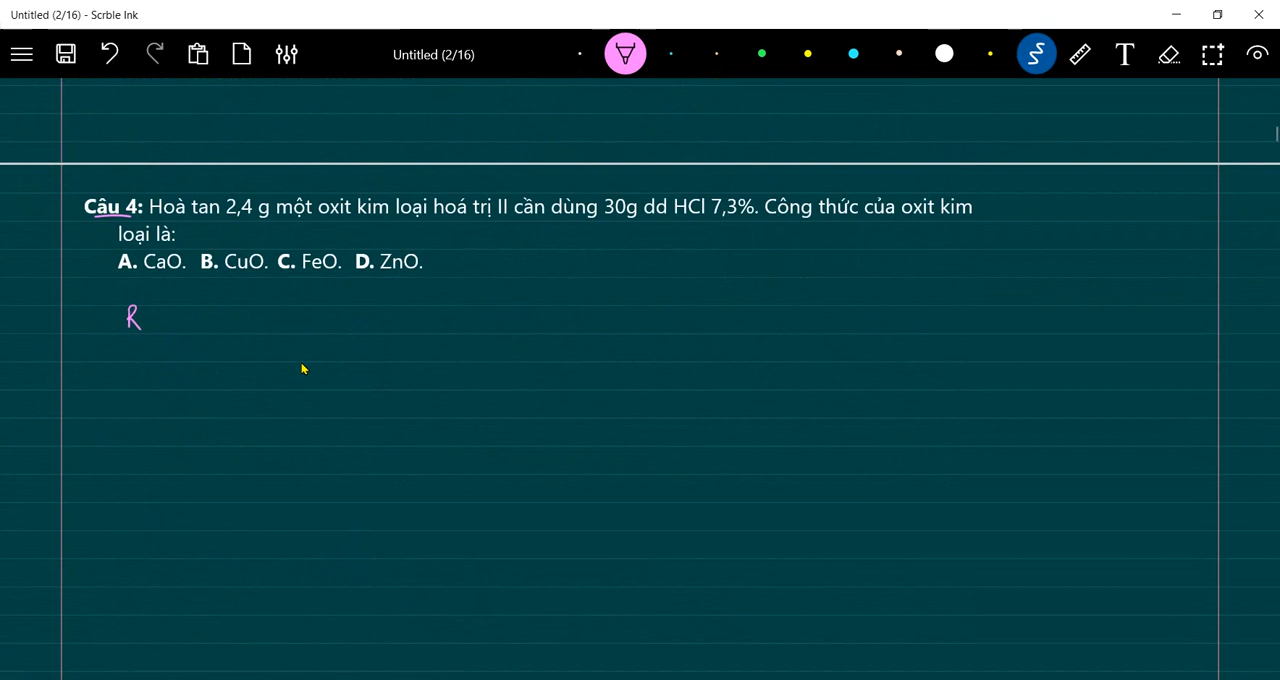 Untitled (2/16) - Scrble Ink
Untitled (2/16)
Câu 4: Hoà tan 2,4 g một oxit kim loại hoá trị II cần dùng 30g dd HCl 7,3%. Công thức của oxit kim
loại là:
A. CaO. B. CuO. C. FeO. D. ZnO.
R